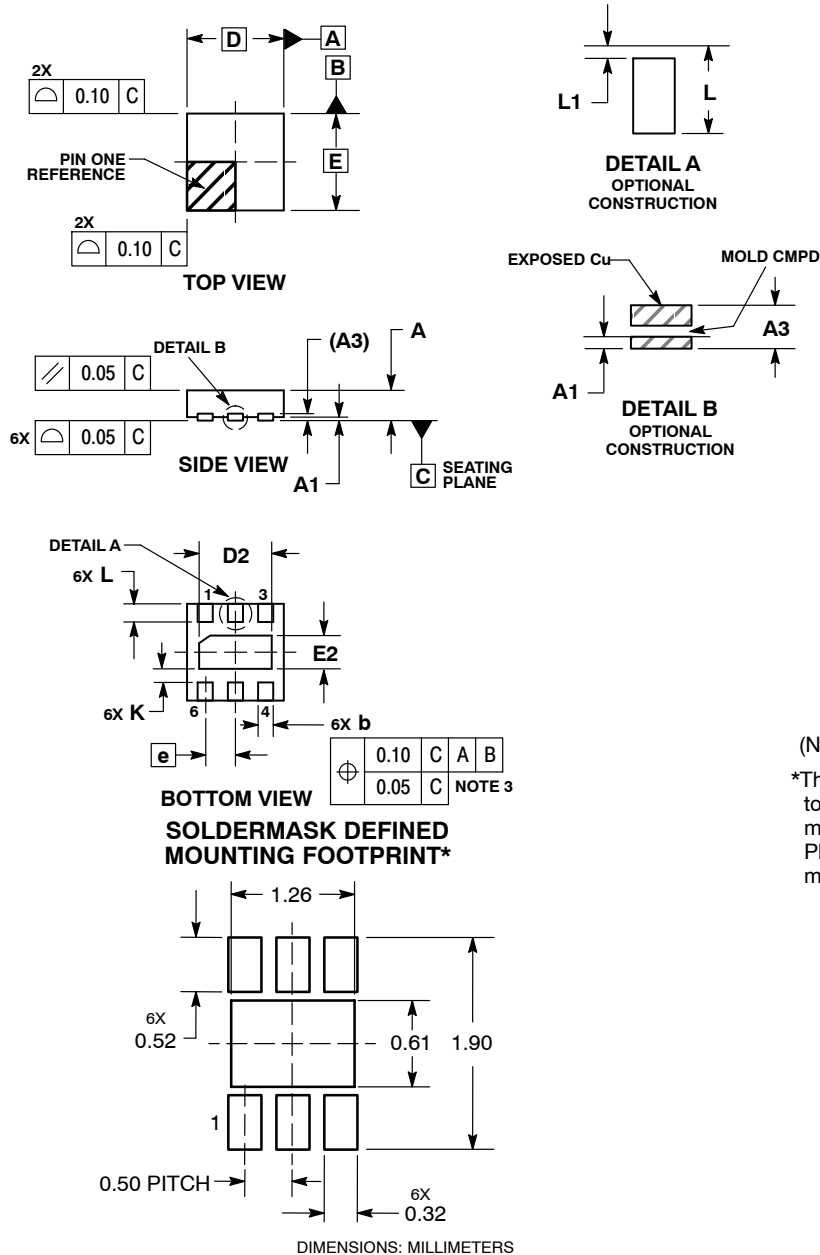 D
A
B
2X
0.10 C
PIN ONE
REFERENCE
E
2X
0.10 C
TOP VIEW
L1
L
DETAIL A
OPTIONAL
CONSTRUCTION
EXPOSED Cu
MOLD CMPD
A3
A1
DETAIL B
OPTIONAL
CONSTRUCTION
DETAIL B
(A3)
A
// 0.05 C
6X 0.05 C
SIDE VIEW
A1
C SEATING
PLANE
DETAIL A
D2
6X L
1 3
E2
6X K
6 4
6X b
e
⌖ 0.10 C A B
0.05 C NOTE 3
BOTTOM VIEW
SOLDERMASK DEFINED
MOUNTING FOOTPRINT*
1.26
6X
0.52
0.61 1.90
1
0.50 PITCH
6X
0.32
DIMENSIONS: MILLIMETERS
(N
*Th
to
m
Pl
m